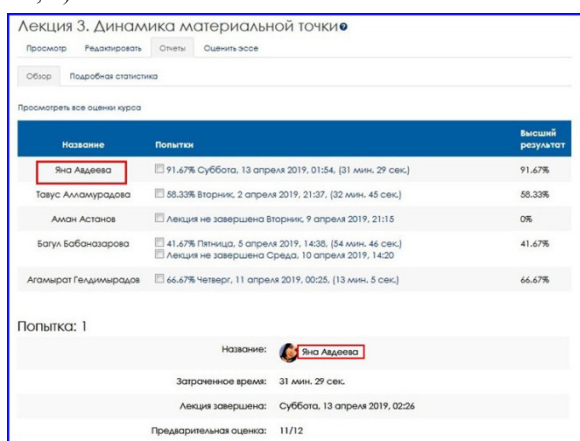 Лекция 3. Динамика материальной точки
Просмотр Редактировать Отчеты Оценить эссе
Обзор Подробная статистика
Просмотреть все оценки курса
Название Попытки Высший результат
Яна Авдеева 91.67% Суббота, 13 апреля 2019, 01:54, (31 мин. 29 сек.) 91.67%
Тавус Алламурадова 58.33% Вторник, 2 апреля 2019, 21:37, (32 мин. 45 сек.) 58.33%
Аман Астанов Лекция не завершена Вторник, 9 апреля 2019, 21:15 0%
Багул Бабаназарова 41.67% Пятница, 5 апреля 2019, 14:38, (54 мин. 46 сек.) 41.67%
Лекция не завершена Среда, 10 апреля 2019, 14:20
Агамырат Гелдимырадов 66.67% Четверг, 11 апреля 2019, 00:25, (13 мин. 5 сек.) 66.67%
Попытка: 1
Название: Яна Авдеева
Затраченное время: 31 мин. 29 сек.
Лекция завершена: Суббота, 13 апреля 2019, 02:26
Предварительная оценка: 11/12